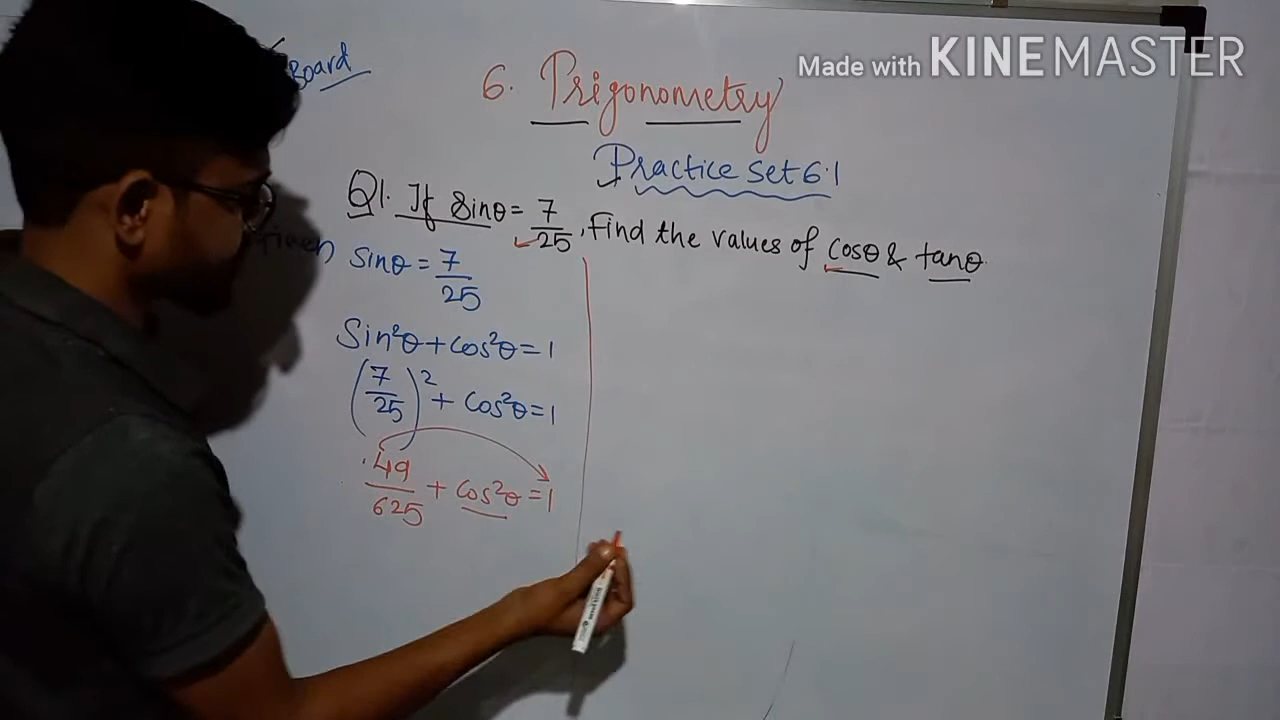 Board
Made with KINEMASTER
6. Trigonometry
Practice Set 6.1
Q1. If Sinθ = 7/25, Find the values of cosθ & tanθ.
Given Sinθ = 7/25
Sin²θ + cos²θ = 1
(7/25)² + Cos²θ = 1
49/625 + Cos²θ = 1